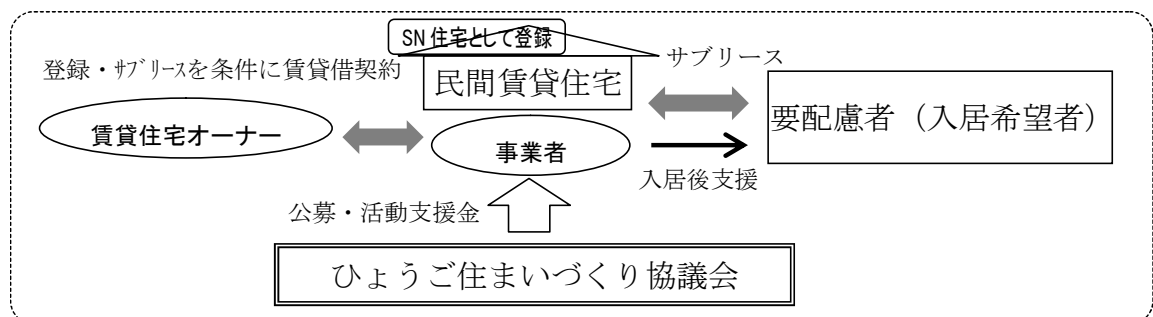 SN住宅として登録
登録・ｻﾌﾞﾘｰｽを条件に賃貸借契約
サブリース
民間賃貸住宅
賃貸住宅オーナー
事業者
要配慮者（入居希望者）
入居後支援
公募・活動支援金
ひょうご住まいづくり協議会